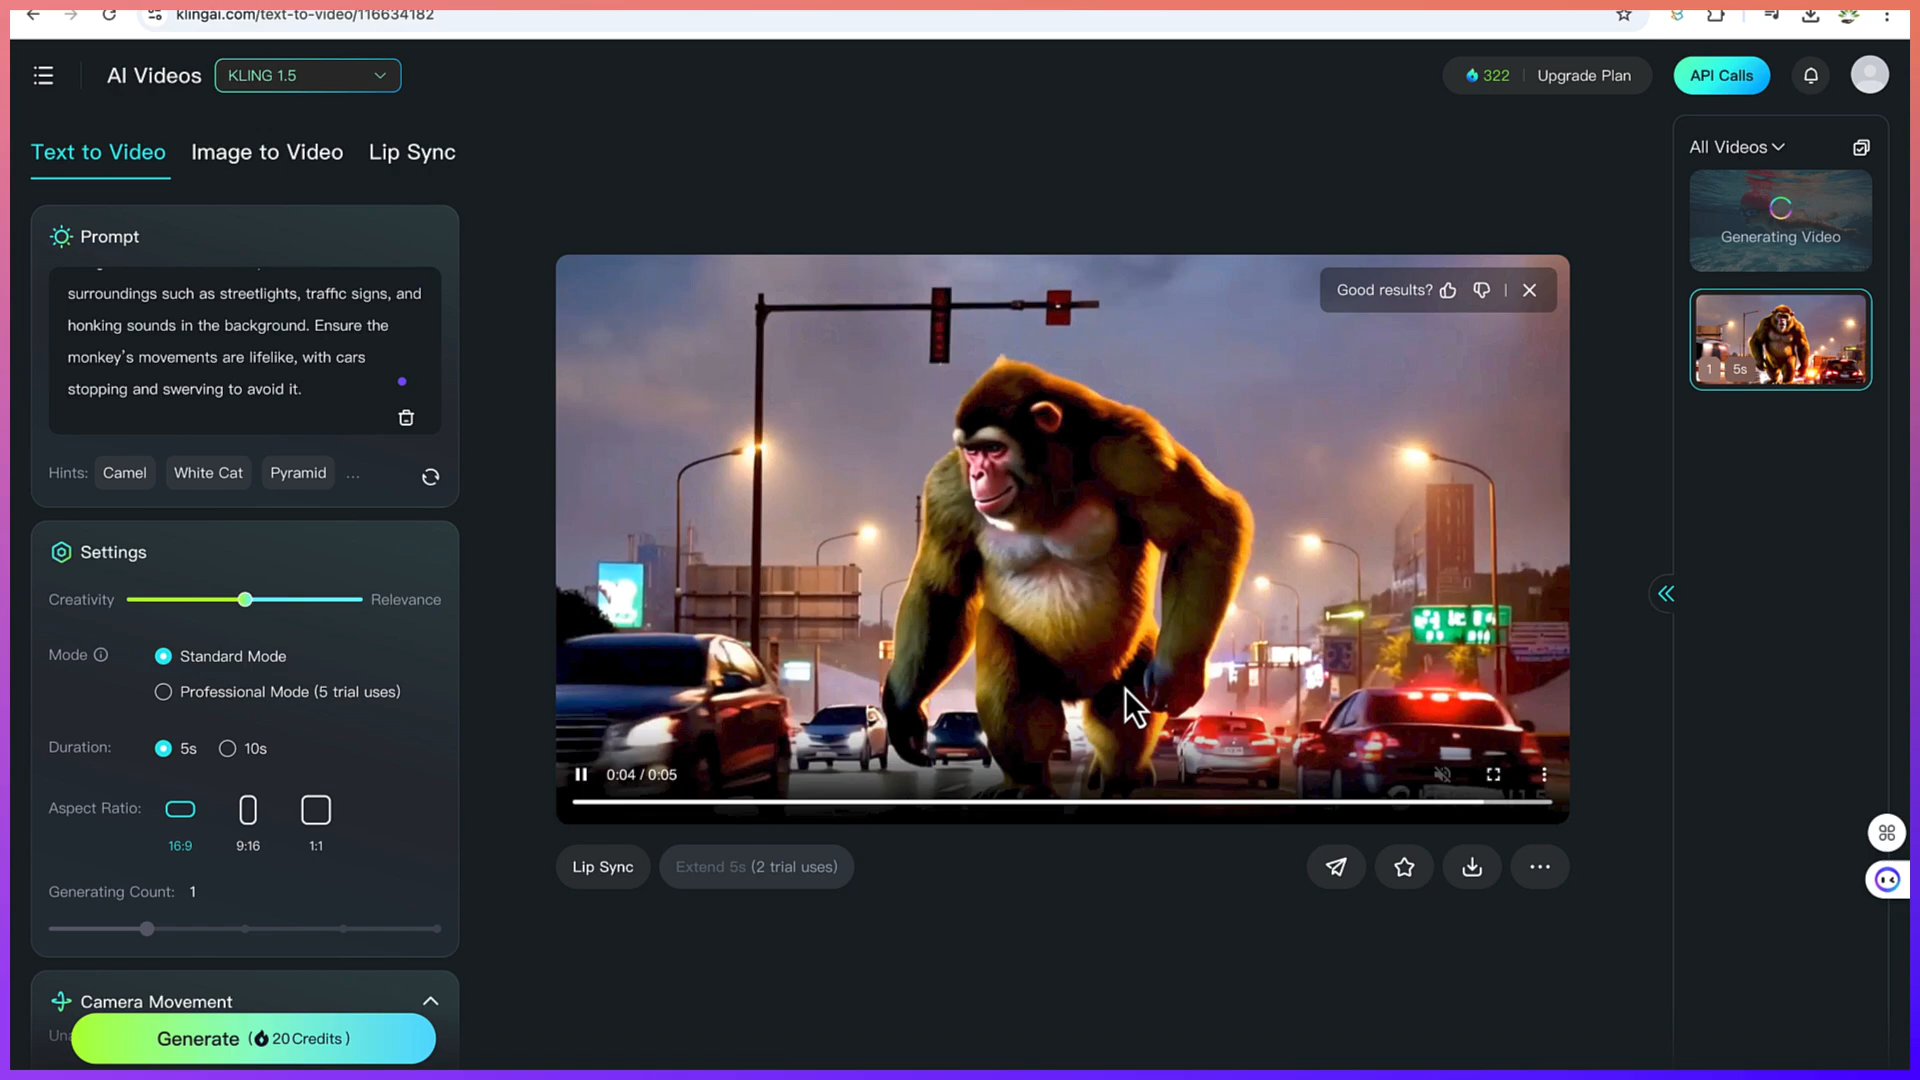 klingai.com/text-to-video/116634182
AI Videos
KLING 1.5
322
Upgrade Plan
API Calls
Text to Video
Image to Video
Lip Sync
All Videos
Generating Video
1 5s
Prompt
surroundings such as streetlights, traffic signs, and
honking sounds in the background. Ensure the
monkey's movements are lifelike, with cars
stopping and swerving to avoid it.
Hints:
Camel
White Cat
Pyramid
...
Good results?
Settings
Creativity
Relevance
Mode
Standard Mode
Professional Mode (5 trial uses)
Duration:
5s
10s
Aspect Ratio:
16:9
9:16
1:1
Generating Count: 1
0:04 / 0:05
Lip Sync
Extend 5s (2 trial uses)
Camera Movement
Generate ( 20 Credits )